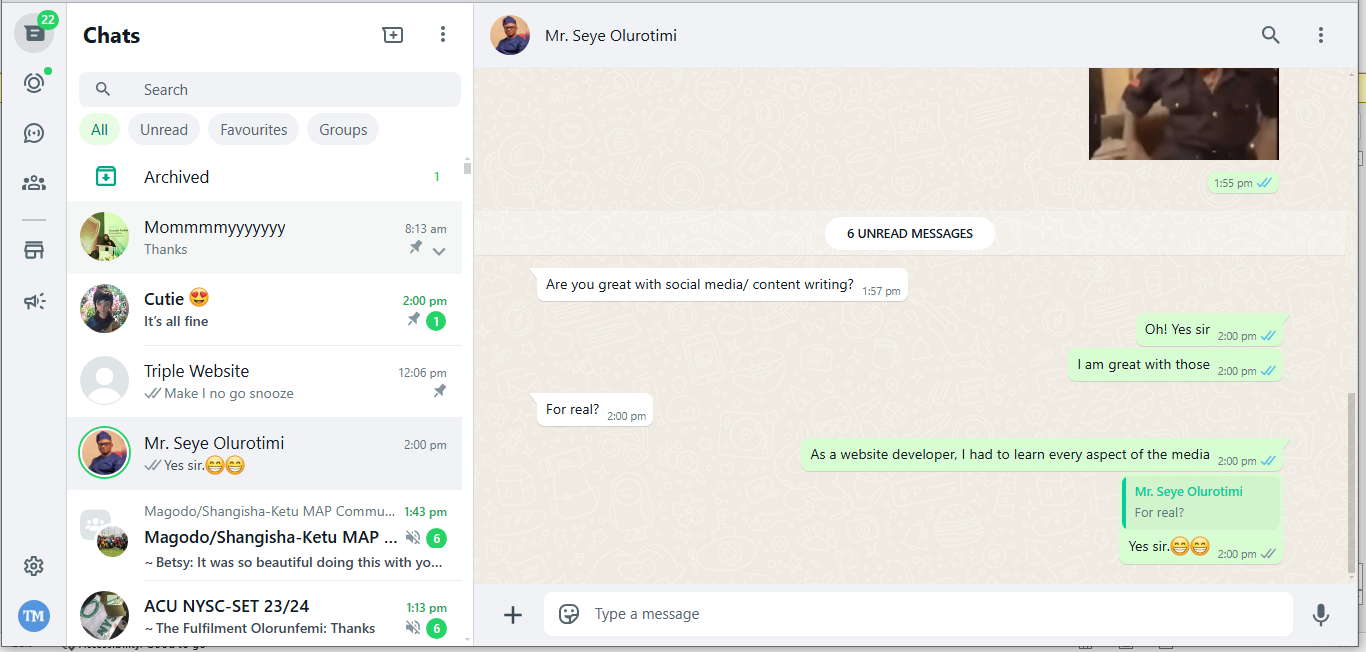 22
Chats
Search
All
Unread
Favourites
Groups
Archived
1
Mommmmyyyyyyy
8:13 am
Thanks
Cutie 😍
2:00 pm
It's all fine
1
Triple Website
12:06 pm
Make I no go snooze
Mr. Seye Olurotimi
2:00 pm
Yes sir.😁😁
Magodo/Shangisha-Ketu MAP Commu...
1:43 pm
Magodo/Shangisha-Ketu MAP ...
6
~ Betsy: It was so beautiful doing this with yo...
ACU NYSC-SET 23/24
1:13 pm
~ The Fulfilment Olorunfemi: Thanks
6
TM
Mr. Seye Olurotimi
1:55 pm
6 UNREAD MESSAGES
Are you great with social media/ content writing?
1:57 pm
Oh! Yes sir
2:00 pm
I am great with those
2:00 pm
For real?
2:00 pm
As a website developer, I had to learn every aspect of the media
2:00 pm
Mr. Seye Olurotimi
For real?
Yes sir.😁😁
2:00 pm
Type a message